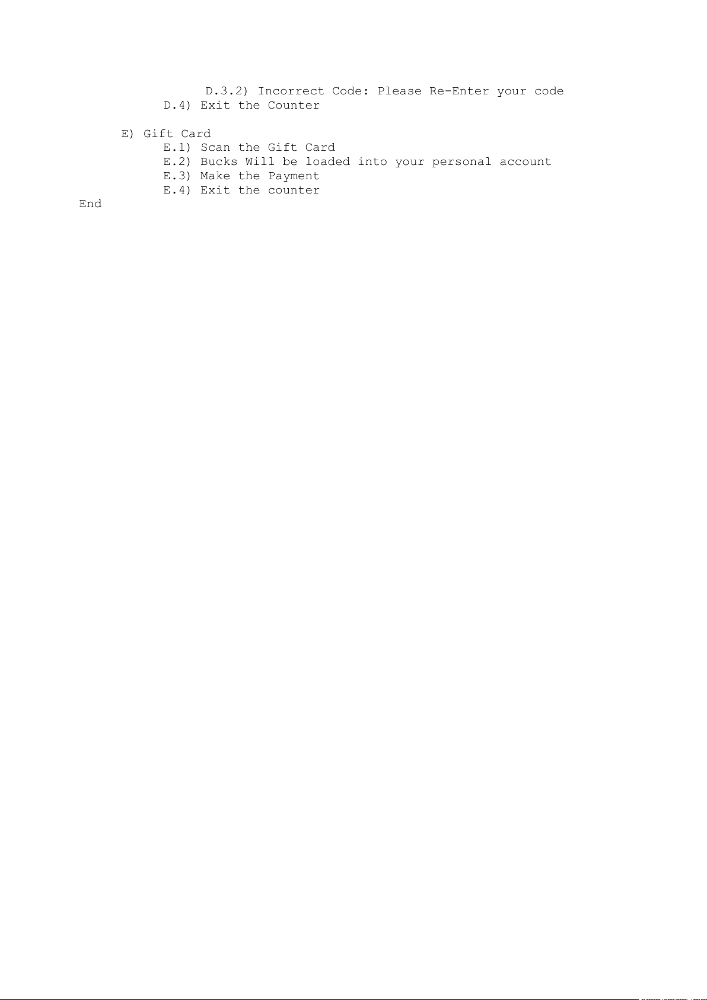 D.3.2) Incorrect Code: Please Re-Enter your code
D.4) Exit the Counter
E) Gift Card
E.1) Scan the Gift Card
E.2) Bucks Will be loaded into your personal account
E.3) Make the Payment
E.4) Exit the counter
End